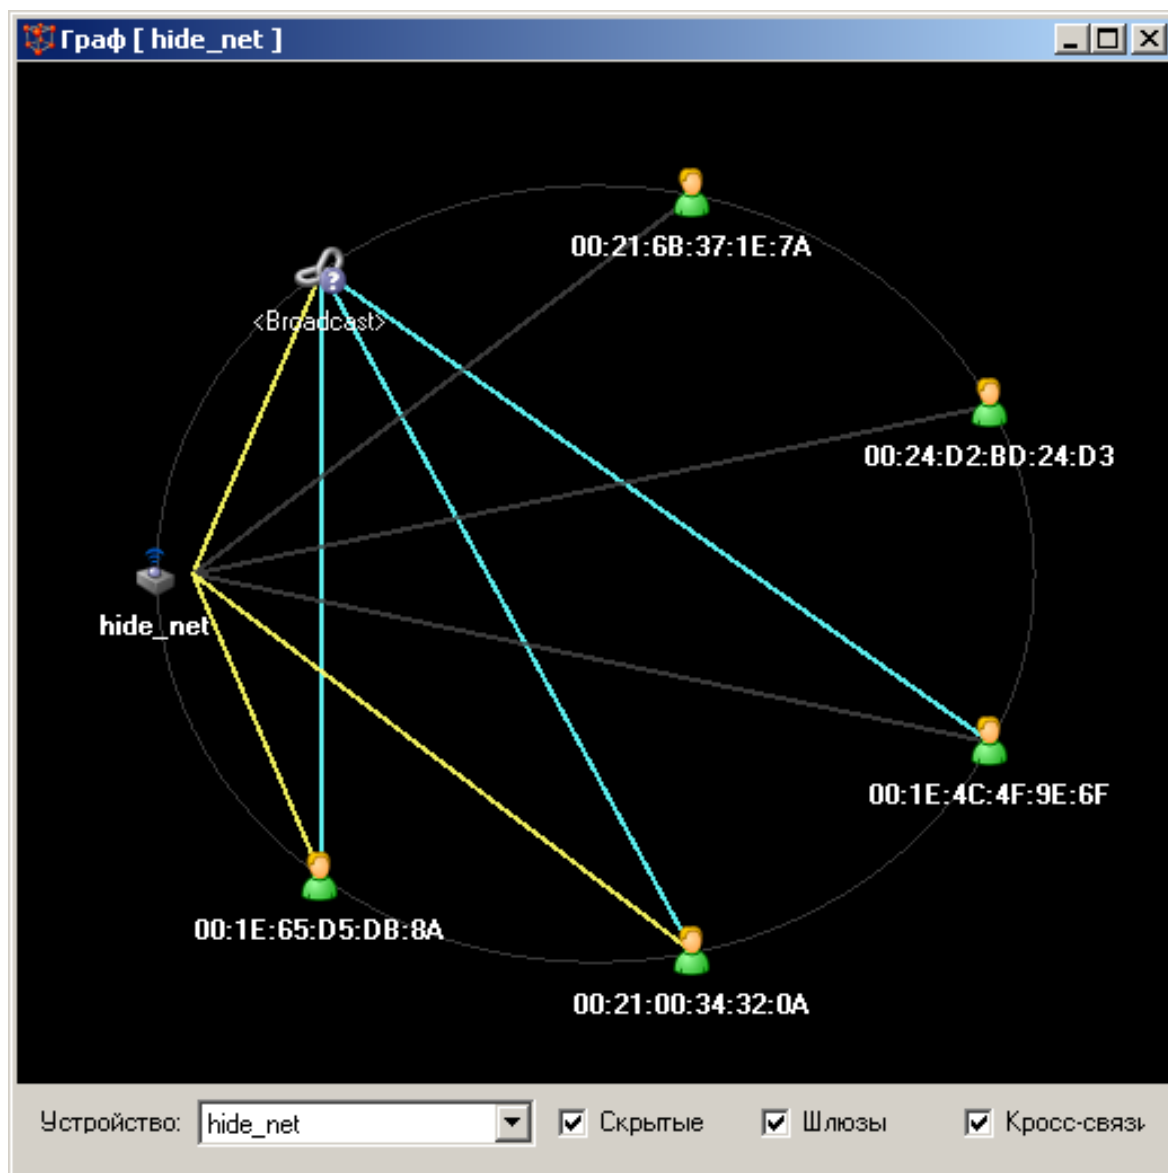 Граф [ hide_net ]
00:21:6B:37:1E:7A
<Broadcast>
00:24:D2:BD:24:D3
hide_net
00:1E:4C:4F:9E:6F
00:1E:65:D5:DB:8A
00:21:00:34:32:0A
Устройство: hide_net Скрытые Шлюзы Кросс-связи